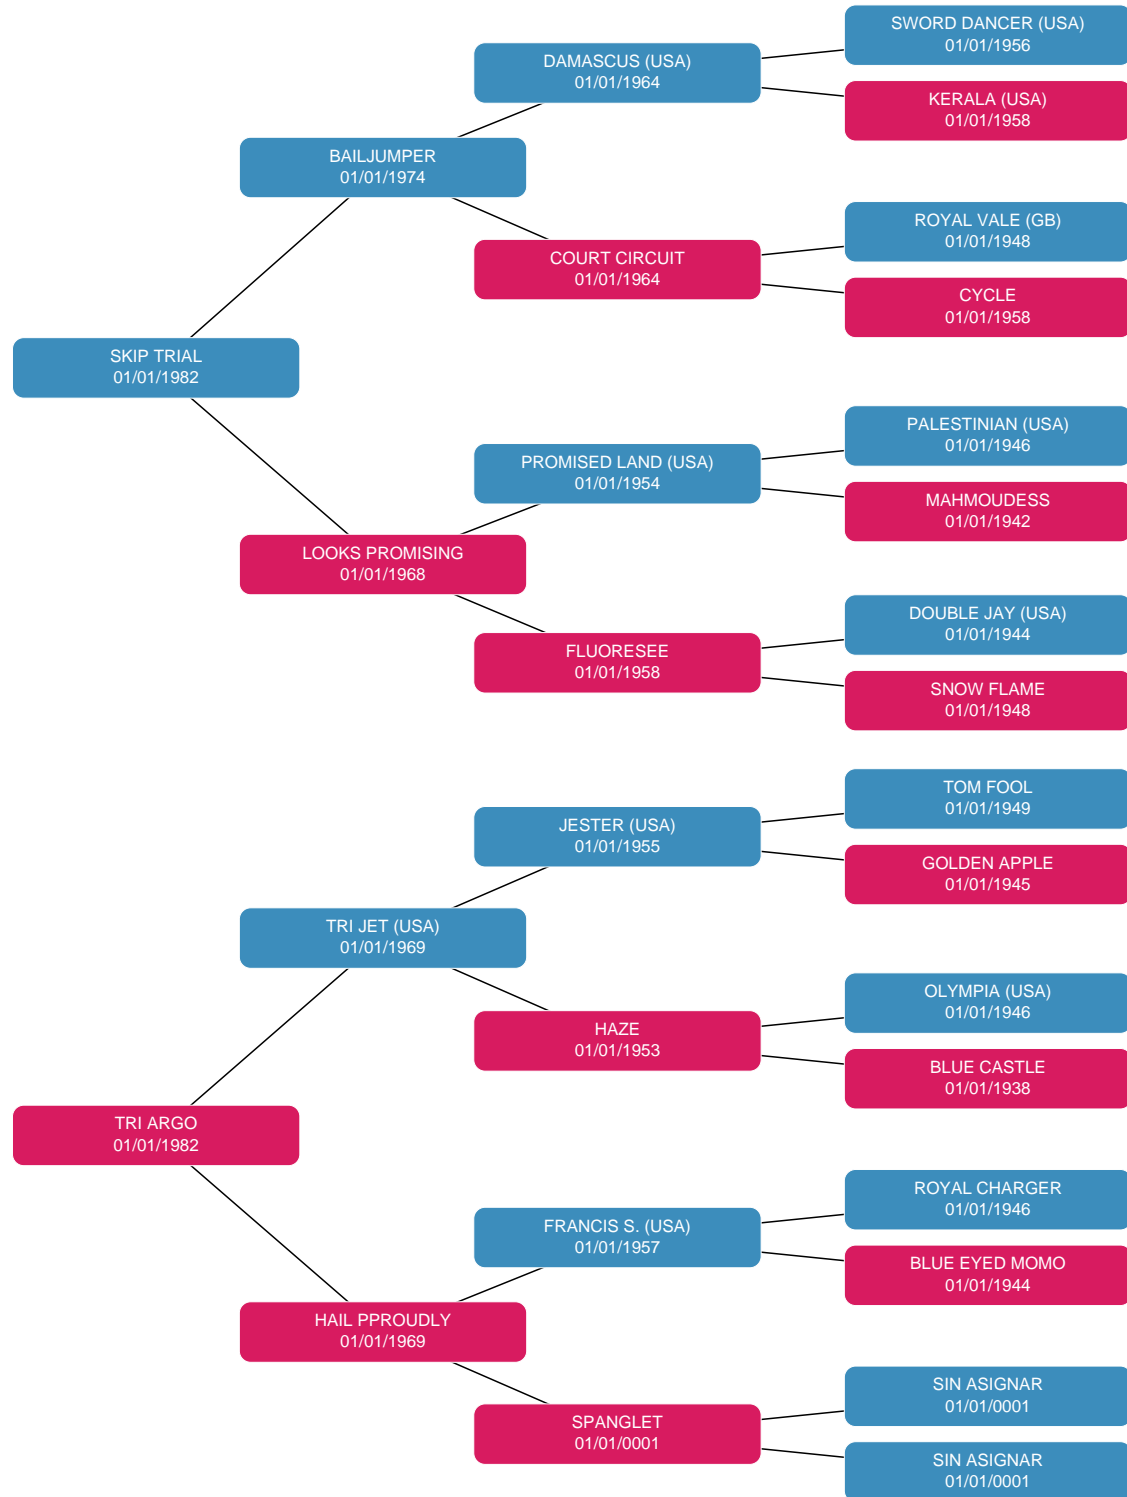 SWORD DANCER (USA)
01/01/1956
DAMASCUS (USA)
01/01/1964
KERALA (USA)
01/01/1958
BAILJUMPER
01/01/1974
ROYAL VALE (GB)
01/01/1948
COURT CIRCUIT
01/01/1964
CYCLE
01/01/1958
SKIP TRIAL
01/01/1982
PALESTINIAN (USA)
01/01/1946
PROMISED LAND (USA)
01/01/1954
MAHMOUDESS
01/01/1942
LOOKS PROMISING
01/01/1968
DOUBLE JAY (USA)
01/01/1944
FLUORESEE
01/01/1958
SNOW FLAME
01/01/1948
TOM FOOL
01/01/1949
JESTER (USA)
01/01/1955
GOLDEN APPLE
01/01/1945
TRI JET (USA)
01/01/1969
OLYMPIA (USA)
01/01/1946
HAZE
01/01/1953
BLUE CASTLE
01/01/1938
TRI ARGO
01/01/1982
ROYAL CHARGER
01/01/1946
FRANCIS S. (USA)
01/01/1957
BLUE EYED MOMO
01/01/1944
HAIL PPROUDLY
01/01/1969
SIN ASIGNAR
01/01/0001
SPANGLET
01/01/0001
SIN ASIGNAR
01/01/0001